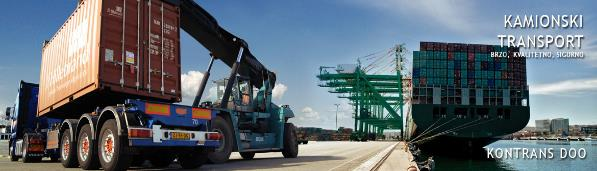 KAMIONSKI
TRANSPORT
BRZO, KVALITETNO, SIGURNO
KONTRANS DOO